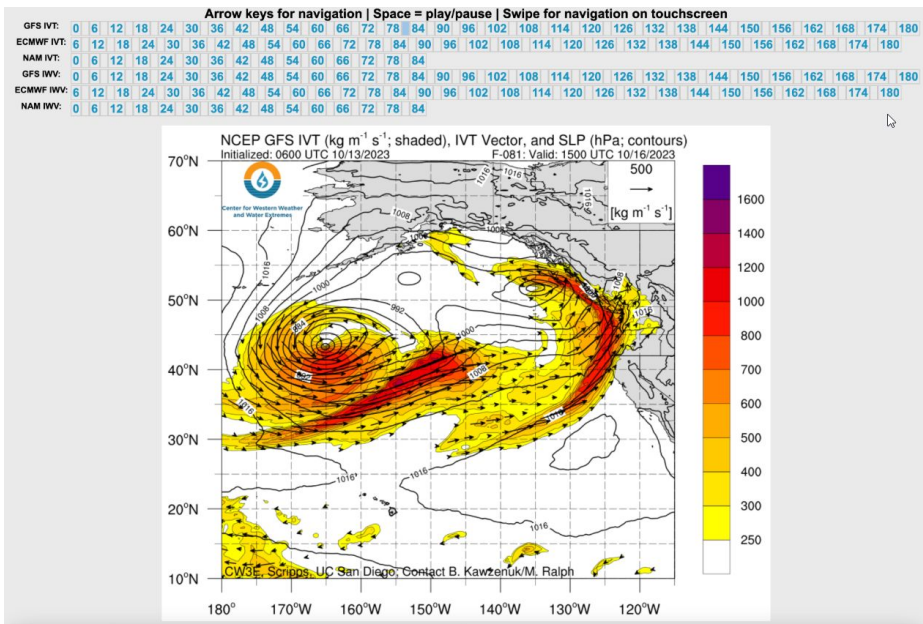 Arrow keys for navigation | Space = play/pause | Swipe for navigation on touchscreen
GFS IVT: 0 6 12 18 24 30 36 42 48 54 60 66 72 78 84 90 96 102 108 114 120 126 132 138 144 150 156 162 168 174 180
ECMWF IVT: 6 12 18 24 30 36 42 48 54 60 66 72 78 84 90 96 102 108 114 120 126 132 138 144 150 156 162 168 174 180
NAM IVT: 0 6 12 18 24 30 36 42 48 54 60 66 72 78 84
GFS IWV: 0 6 12 18 24 30 36 42 48 54 60 66 72 78 84 90 96 102 108 114 120 126 132 138 144 150 156 162 168 174 180
ECMWF IWV: 6 12 18 24 30 36 42 48 54 60 66 72 78 84 90 96 102 108 114 120 126 132 138 144 150 156 162 168 174 180
NAM IWV: 0 6 12 18 24 30 36 42 48 54 60 66 72 78 84
NCEP GFS IVT (kg m⁻¹ s⁻¹; shaded), IVT Vector, and SLP (hPa; contours)
Initialized: 0600 UTC 10/13/2023 F-081: Valid: 1500 UTC 10/16/2023
Center for Western Weather
and Water Extremes
500
[kg m⁻¹ s⁻¹]
70°N
60°N
50°N
40°N
30°N
20°N
10°N
1016
1016
1016
1008
1008
1016
1000
1008
992
984
1000
1008
1008
1016
1016
1016
1016
1016
1016
CW3E, Scripps, UC San Diego; Contact B. Kawzenuk/M. Ralph
180° 170°W 160°W 150°W 140°W 130°W 120°W
1600
1400
1200
1000
800
700
600
500
400
300
250